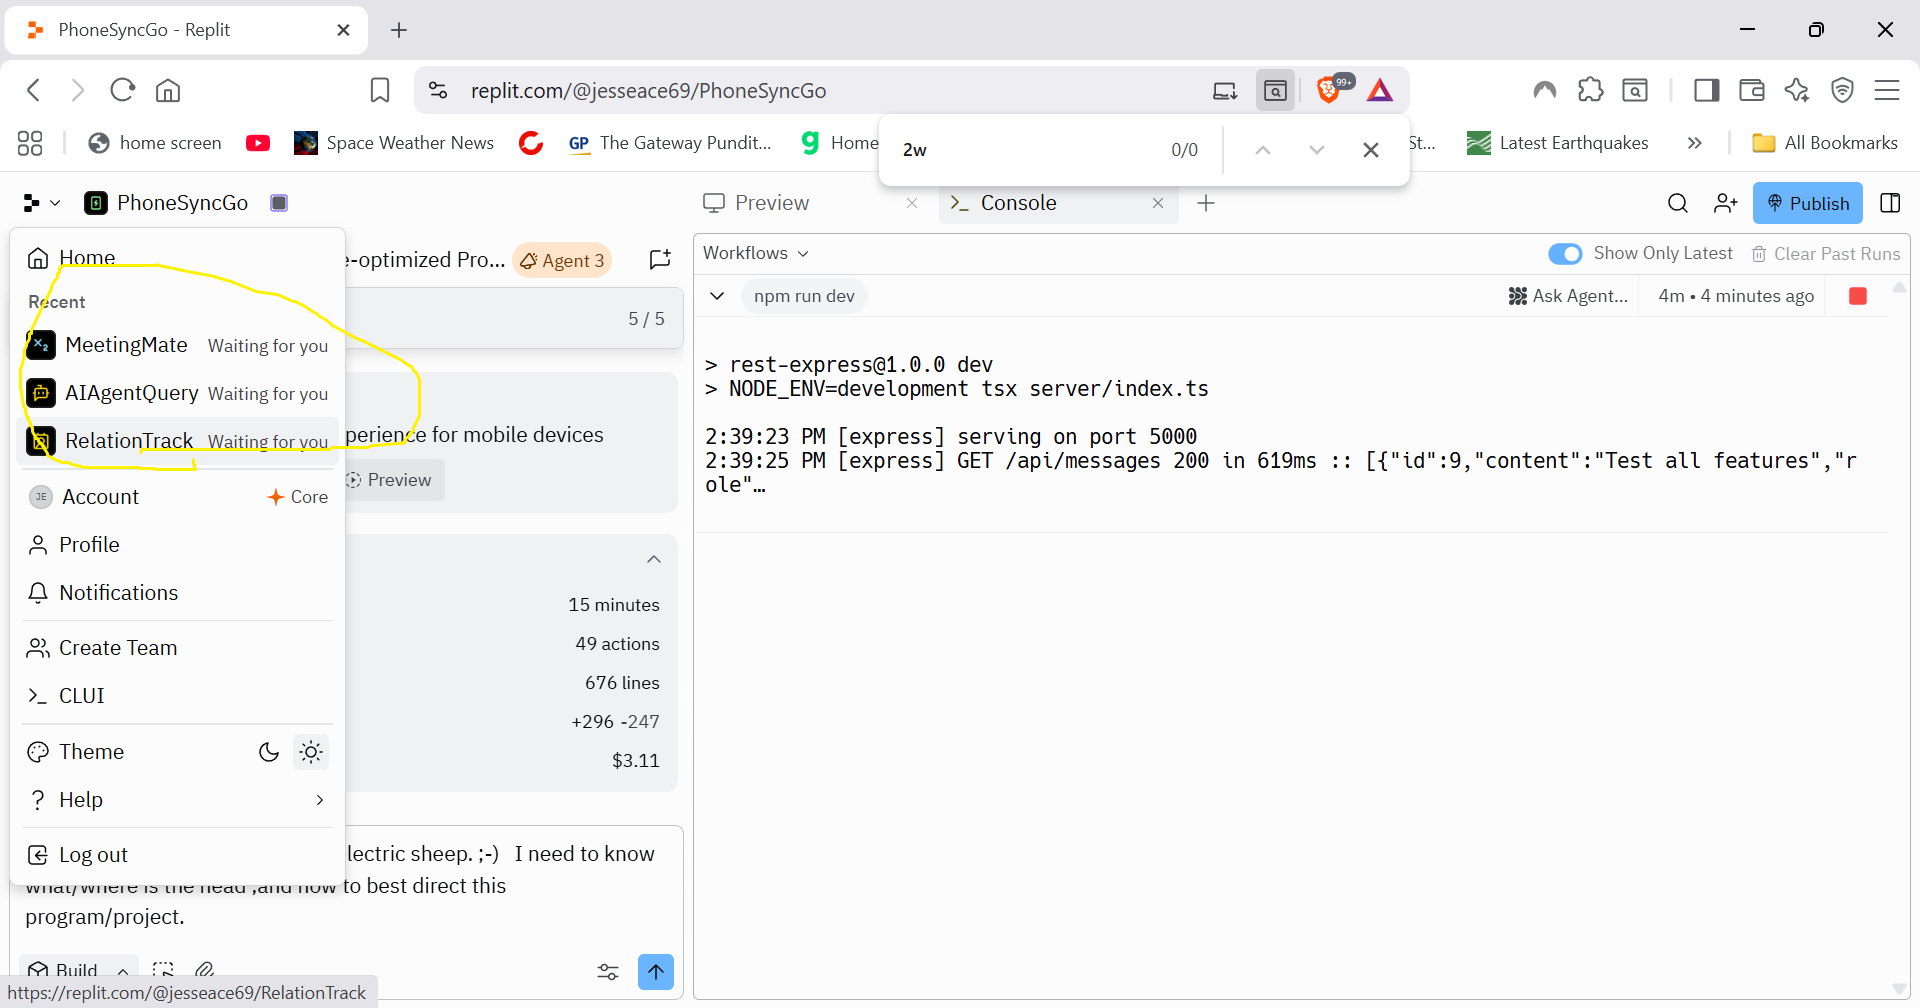 PhoneSyncGo - Replit
replit.com/@jesseace69/PhoneSyncGo
99+
home screen
Space Weather News
GP The Gateway Pundit...
Home
St...
Latest Earthquakes
All Bookmarks
2w
0/0
PhoneSyncGo
Preview
Console
Publish
Home
Recent
MeetingMate Waiting for you
AIAgentQuery Waiting for you
RelationTrack Waiting for you
JE Account Core
Profile
Notifications
Create Team
CLUI
Theme
Help
Log out
-optimized Pro...
Agent 3
5 / 5
perience for mobile devices
Preview
15 minutes
49 actions
676 lines
+296 -247
$3.11
lectric sheep. ;-) I need to know
what/where is the head ,and how to best direct this
program/project.
Build
https://replit.com/@jesseace69/RelationTrack
Workflows
Show Only Latest
Clear Past Runs
npm run dev
Ask Agent...
4m • 4 minutes ago
> rest-express@1.0.0 dev
> NODE_ENV=development tsx server/index.ts
2:39:23 PM [express] serving on port 5000
2:39:25 PM [express] GET /api/messages 200 in 619ms :: [{"id":9,"content":"Test all features","r
ole"…